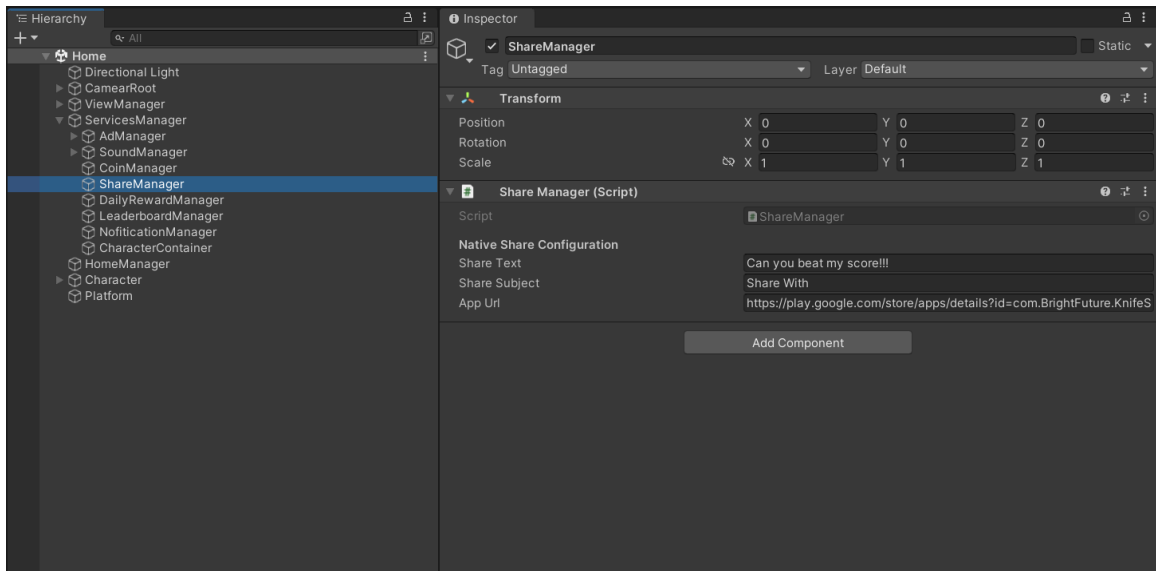 Hierarchy
All
Home
Directional Light
CamearRoot
ViewManager
ServicesManager
AdManager
SoundManager
CoinManager
ShareManager
DailyRewardManager
LeaderboardManager
NofiticationManager
CharacterContainer
HomeManager
Character
Platform
Inspector
ShareManager Static
Tag Untagged Layer Default
Transform
Position X 0 Y 0 Z 0
Rotation X 0 Y 0 Z 0
Scale X 1 Y 1 Z 1
# Share Manager (Script)
Script # ShareManager
Native Share Configuration
Share Text Can you beat my score!!!
Share Subject Share With
App Url https://play.google.com/store/apps/details?id=com.BrightFuture.KnifeS
Add Component